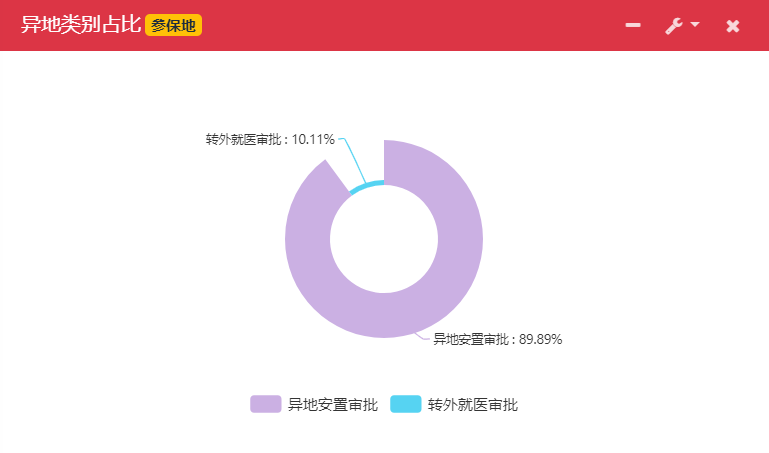 异地类别占比 参保地
转外就医审批 : 10.11%
异地安置审批 : 89.89%
异地安置审批 转外就医审批